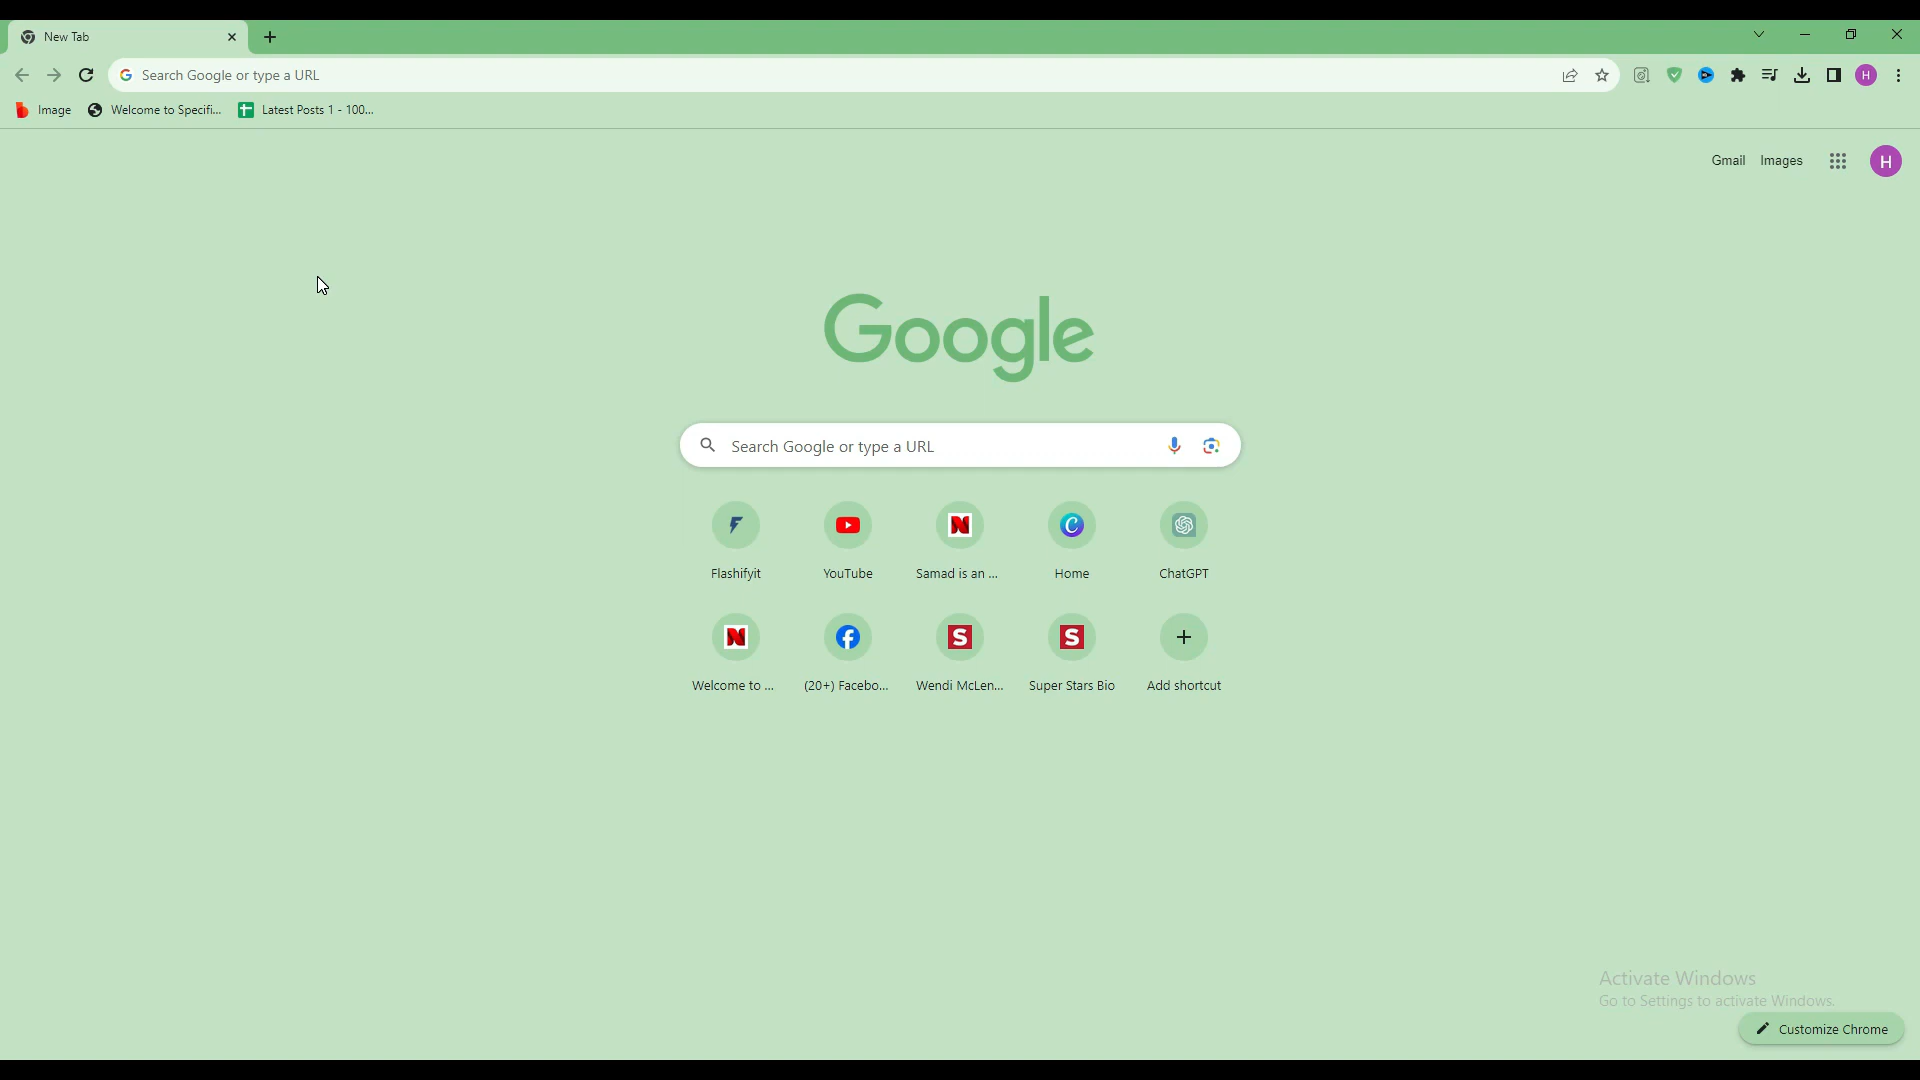 New Tab
Search Google or type a URL
H
Image
Welcome to Specifi...
Latest Posts 1 - 100...
Gmail
Images
H
Google
Search Google or type a URL
Flashifyit
YouTube
Samad is an ...
Home
ChatGPT
Welcome to ...
(20+) Facebo...
Wendi McLen...
Super Stars Bio
Add shortcut
Activate Windows
Go to Settings to activate Windows.
Customize Chrome